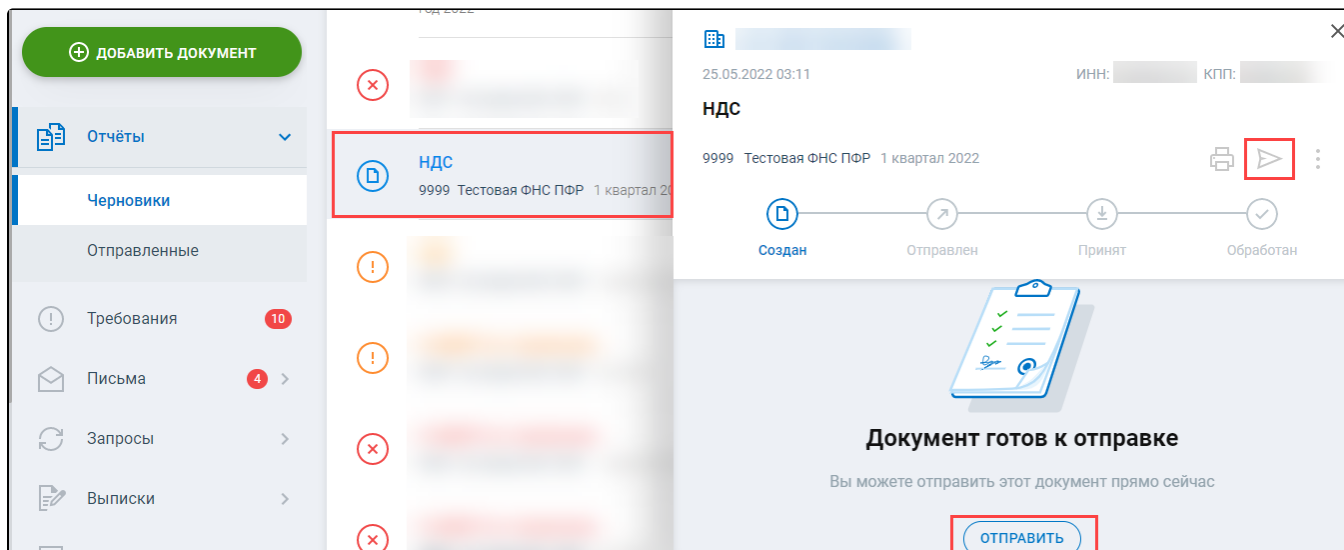 ДОБАВИТЬ ДОКУМЕНТ
Отчёты
Черновики
Отправленные
Требования 10
Письма 4
Запросы
Выписки
НДС
9999 Тестовая ФНС ПФР 1 квартал
25.05.2022 03:11 ИНН: КПП:
НДС
9999 Тестовая ФНС ПФР 1 квартал 2022
Создан Отправлен Принят Обработан
Документ готов к отправке
Вы можете отправить этот документ прямо сейчас
ОТПРАВИТЬ